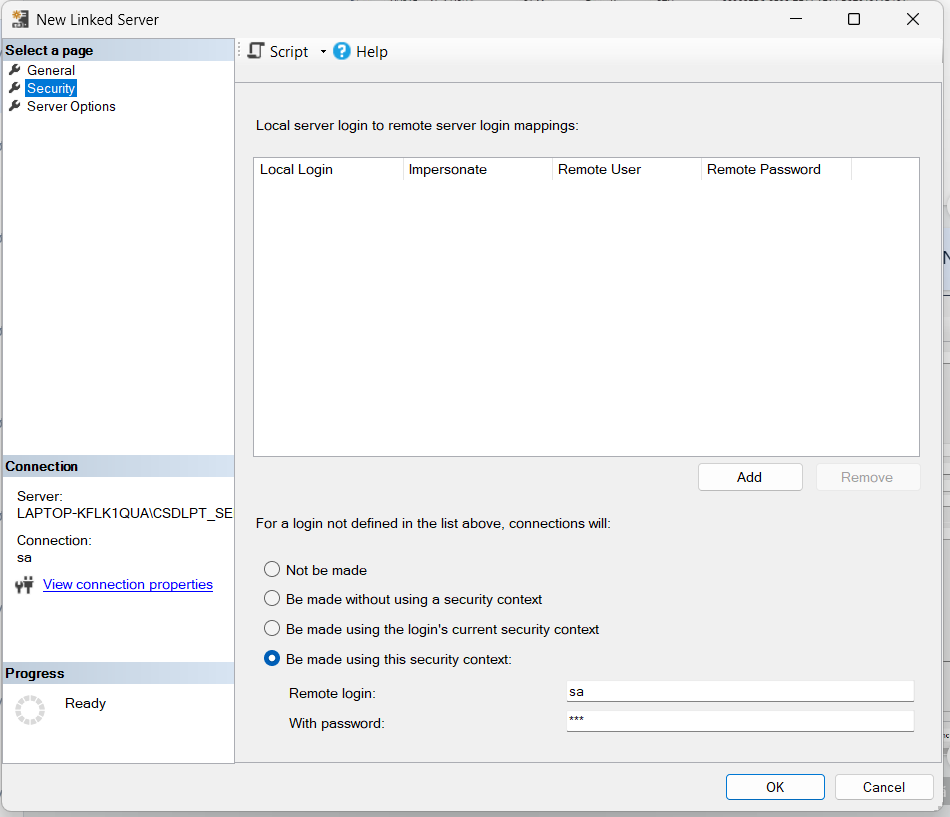 New Linked Server
Select a page
General
Security
Server Options
Script
Help
Local server login to remote server login mappings:
Local Login Impersonate Remote User Remote Password
Add Remove
For a login not defined in the list above, connections will:
Not be made
Be made without using a security context
Be made using the login's current security context
Be made using this security context:
Remote login: sa
With password: ***
Connection
Server:
LAPTOP-KFLK1QUA\CSDLPT_SE
Connection:
sa
View connection properties
Progress
Ready
OK Cancel